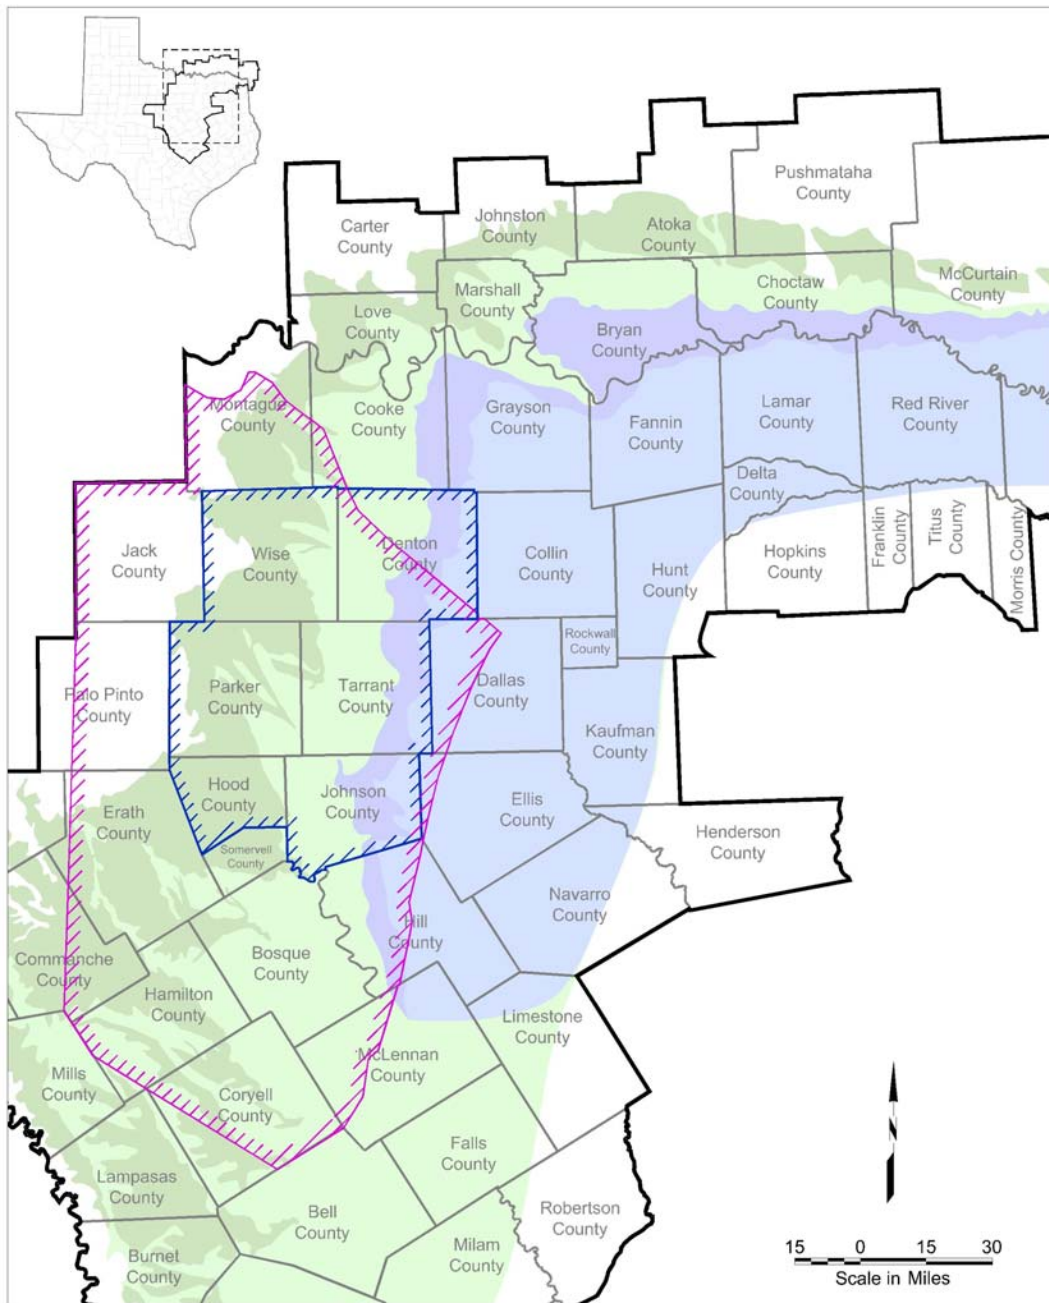 Pushmataha
County
Carter
County
Johnston
County
Atoka
County
McCurtain
County
Marshall
County
Choctaw
County
Love
County
Bryan
County
Montague
County
Cooke
County
Grayson
County
Fannin
County
Lamar
County
Red River
County
Delta
County
Jack
County
Wise
County
Denton
County
Collin
County
Hunt
County
Hopkins
County
Franklin
County
Titus
County
Morris County
Rockwall
County
Palo Pinto
County
Parker
County
Tarrant
County
Dallas
County
Kaufman
County
Erath
County
Hood
County
Johnson
County
Ellis
County
Henderson
County
Somervell
County
Navarro
County
Hill
County
Bosque
County
Commanche
County
Hamilton
County
Limestone
County
McLennan
County
Mills
County
Coryell
County
Falls
County
Lampasas
County
Bell
County
Robertson
County
Milam
County
Burnet
County
N
15 0 15 30
Scale in Miles